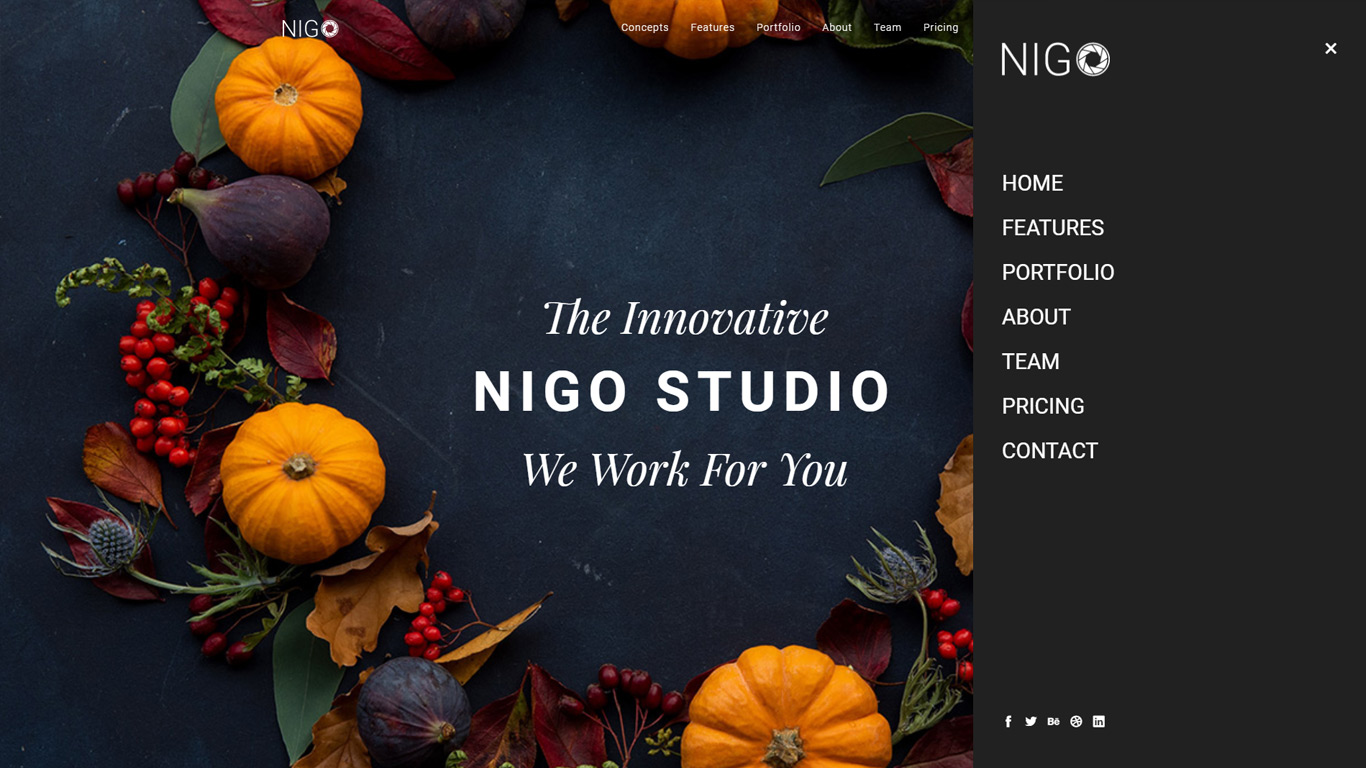 NIGO
Concepts Features Portfolio About Team Pricing
The Innovative
NIGO STUDIO
We Work For You
NIGO
HOME
FEATURES
PORTFOLIO
ABOUT
TEAM
PRICING
CONTACT